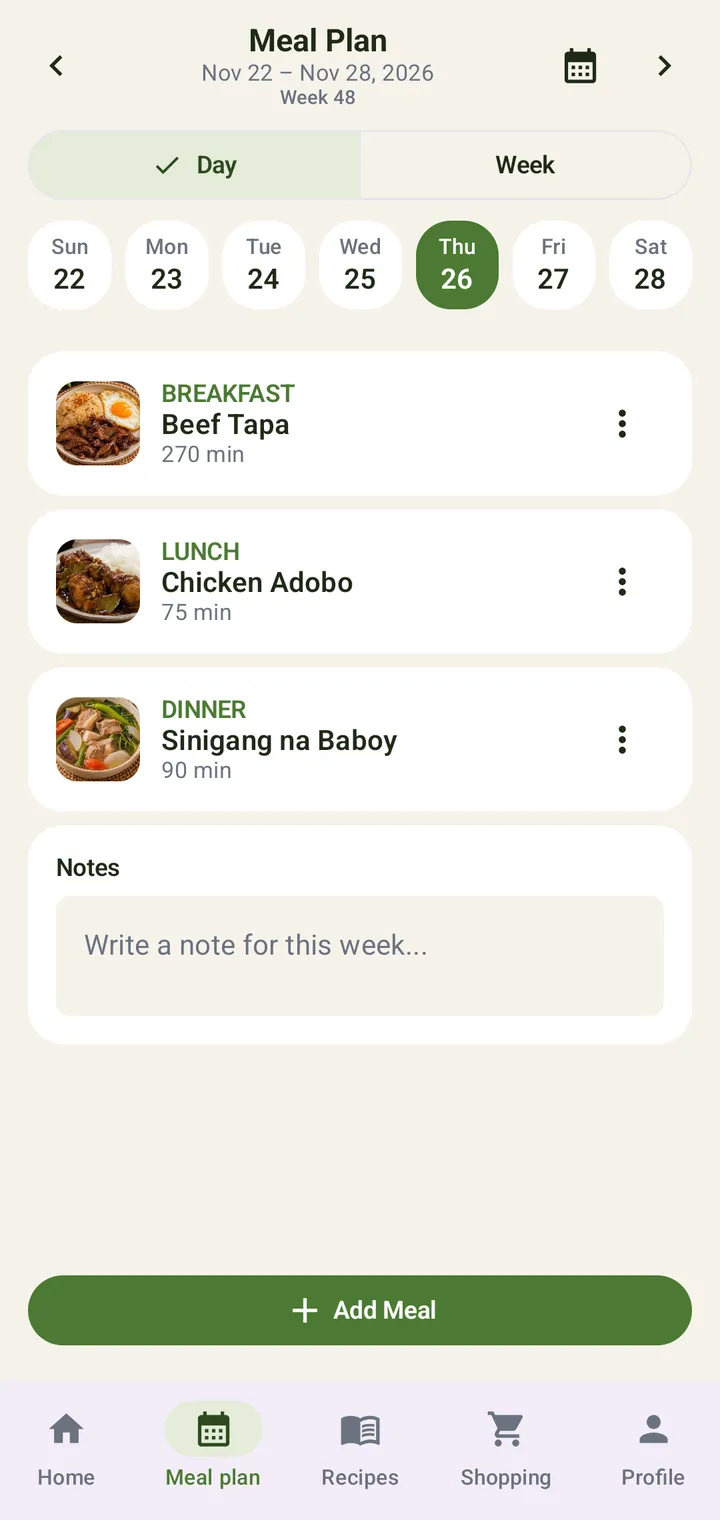 Meal Plan
Nov 22 – Nov 28, 2026
Week 48
Day
Week
Sun Mon Tue Wed Thu Fri Sat
22 23 24 25 26 27 28
BREAKFAST
Beef Tapa
270 min
LUNCH
Chicken Adobo
75 min
DINNER
Sinigang na Baboy
90 min
Notes
Write a note for this week...
Add Meal
Home Meal plan Recipes Shopping Profile